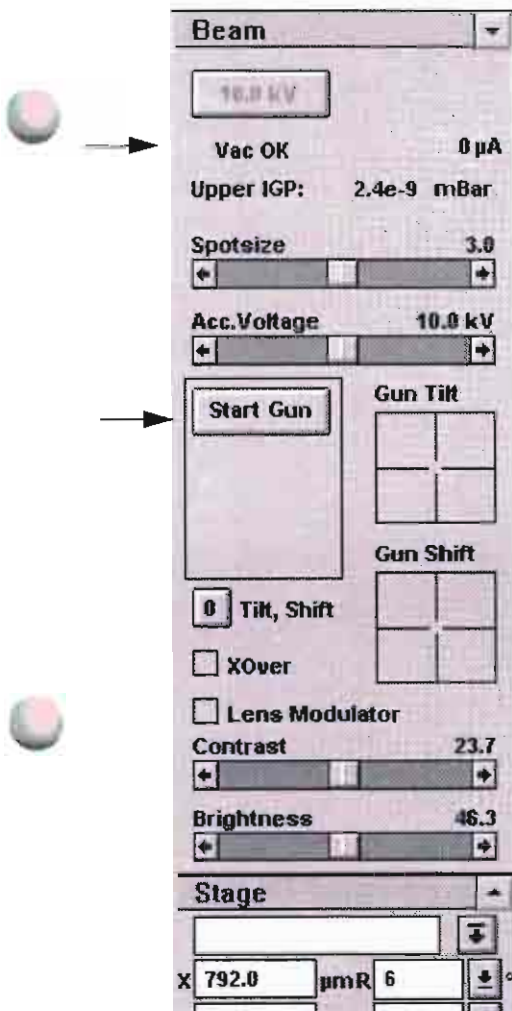 Beam
10.0 kV
Vac OK 0 µA
Upper IGP: 2.4e-9 mBar
Spotsize 3.0
Acc.Voltage 10.0 kV
Start Gun
Gun Tilt
Gun Shift
0 Tilt, Shift
XOver
Lens Modulator
Contrast 23.7
Brightness 46.3
Stage
X 792.0 µm R 6 °